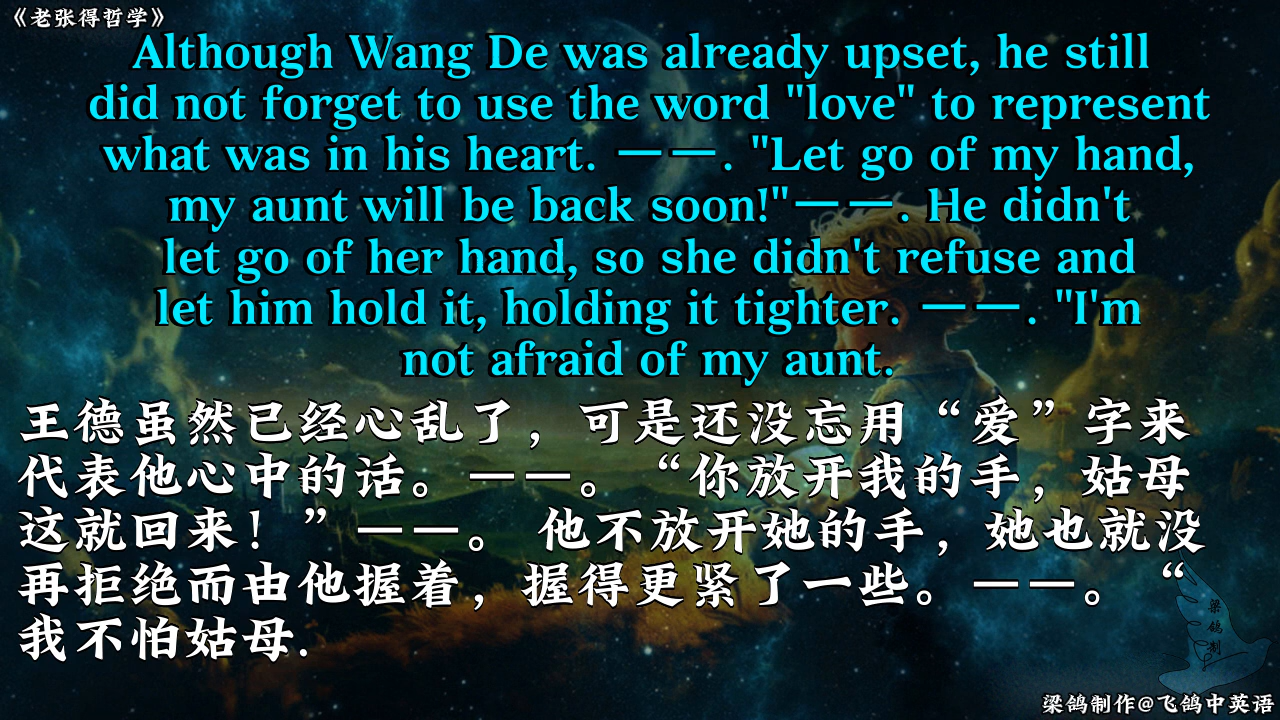 《老张得哲学》
Although Wang De was already upset, he still
did not forget to use the word "love" to represent
what was in his heart. ——. "Let go of my hand,
my aunt will be back soon!"——. He didn't
let go of her hand, so she didn't refuse and
let him hold it, holding it tighter. ——. "I'm
not afraid of my aunt.
王德虽然已经心乱了，可是还没忘用“爱”字来
代表他心中的话。——。“你放开我的手，姑母
这就回来！”——。 他不放开她的手，她也就没
再拒绝而由他握着，握得更紧了一些。——。“
我不怕姑母.
梁鸽制
梁鸽制作@飞鸽中英语